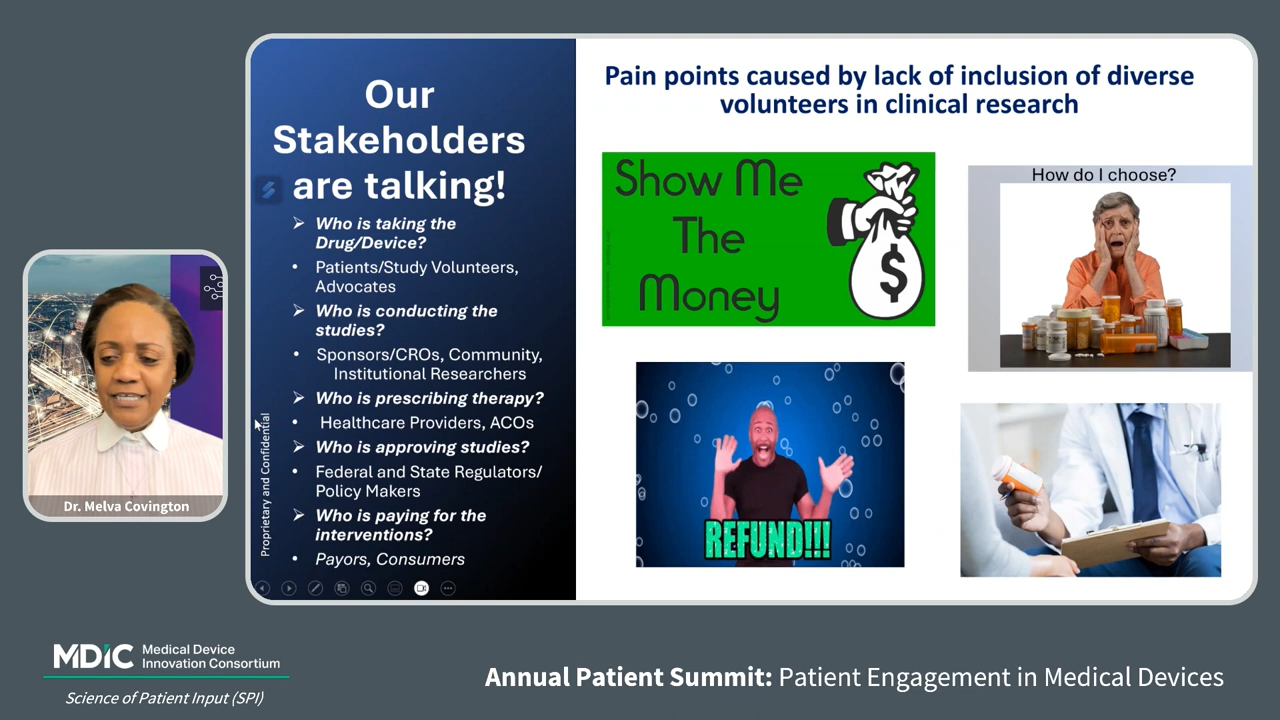 Our
Stakeholders
are talking!
➢ Who is taking the
Drug/Device?
• Patients/Study Volunteers,
Advocates
➢ Who is conducting the
studies?
• Sponsors/CROs, Community,
Institutional Researchers
➢ Who is prescribing therapy?
• Healthcare Providers, ACOs
➢ Who is approving studies?
• Federal and State Regulators/
Policy Makers
➢ Who is paying for the
interventions?
• Payors, Consumers
Proprietary and Confidential
Pain points caused by lack of inclusion of diverse
volunteers in clinical research
Show Me
The
Money
$
How do I choose?
REFUND!!!
Dr. Melva Covington
MDIC
Medical Device
Innovation Consortium
Science of Patient Input (SPI)
Annual Patient Summit: Patient Engagement in Medical Devices